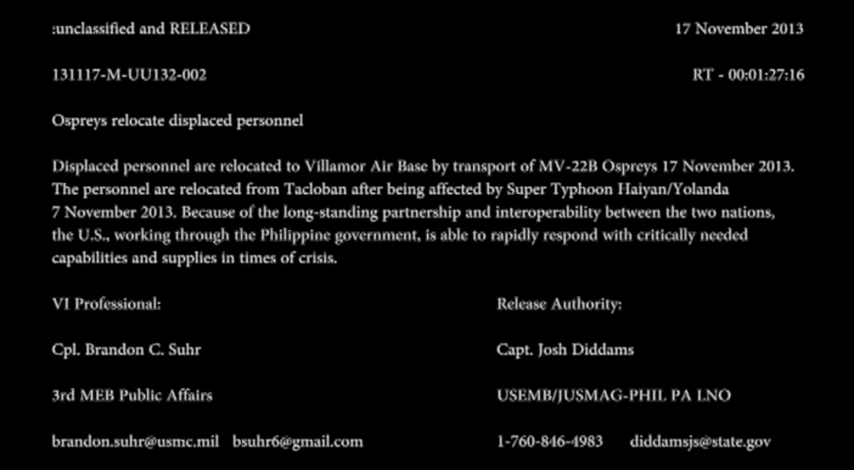 :unclassified and RELEASED 17 November 2013
131117-M-UU132-002 RT - 00:01:27:16
Ospreys relocate displaced personnel
Displaced personnel are relocated to Villamor Air Base by transport of MV-22B Ospreys 17 November 2013.
The personnel are relocated from Tacloban after being affected by Super Typhoon Haiyan/Yolanda
7 November 2013. Because of the long-standing partnership and interoperability between the two nations,
the U.S., working through the Philippine government, is able to rapidly respond with critically needed
capabilities and supplies in times of crisis.
VI Professional: Release Authority:
Cpl. Brandon C. Suhr Capt. Josh Diddams
3rd MEB Public Affairs USEMB/JUSMAG-PHIL PA LNO
brandon.suhr@usmc.mil bsuhr6@gmail.com 1-760-846-4983 diddamsjs@state.gov